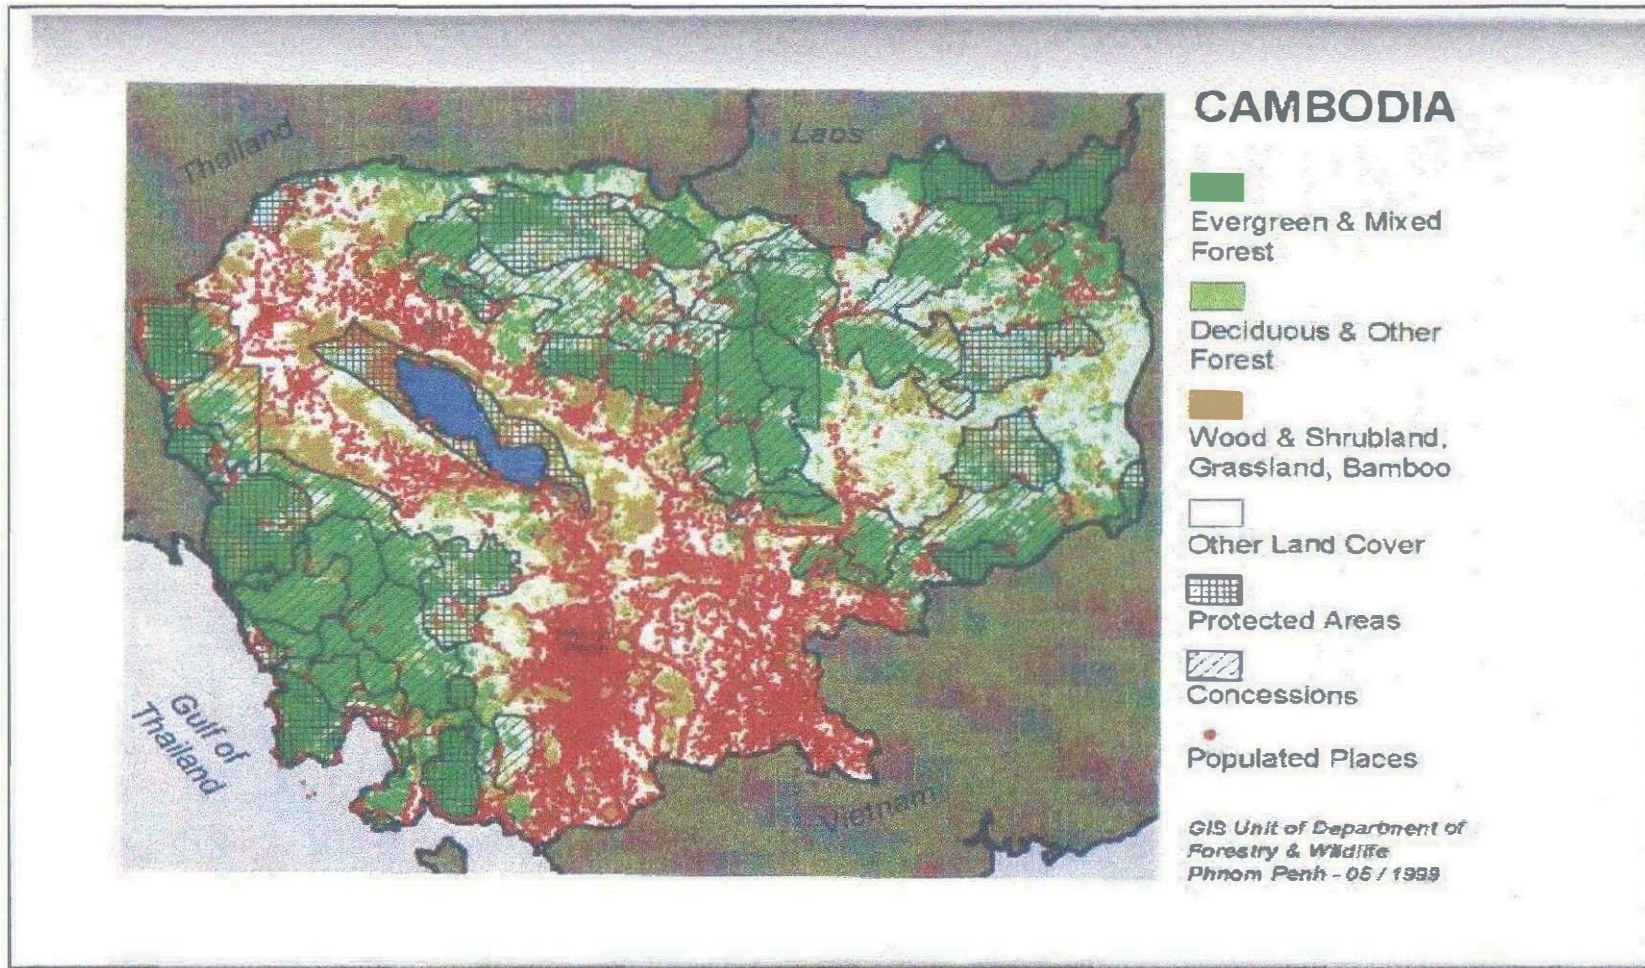 CAMBODIA
Thailand
Laos
Evergreen & Mixed
Forest
Deciduous & Other
Forest
Wood & Shrubland,
Grassland, Bamboo
Other Land Cover
Protected Areas
Concessions
Populated Places
Gulf of
Thailand
Vietnam
GIS Unit of Department of
Forestry & Wildlife
Phnom Penh - 05 / 1999